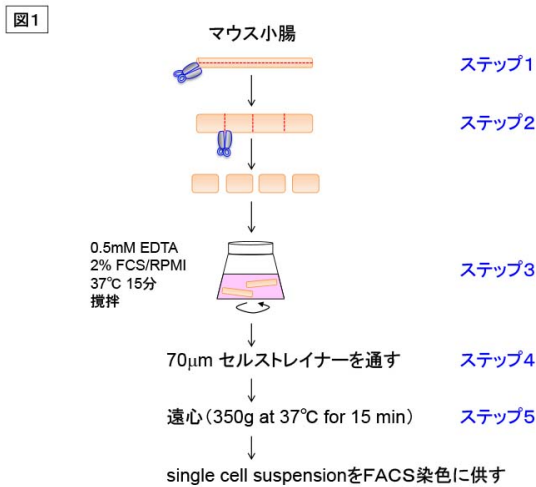 図1
マウス小腸
ステップ1
ステップ2
0.5mM EDTA
2% FCS/RPMI
37℃ 15分
撹拌
ステップ3
70μm セルストレイナーを通す
ステップ4
遠心（350g at 37℃ for 15 min）
ステップ5
single cell suspensionをFACS染色に供す